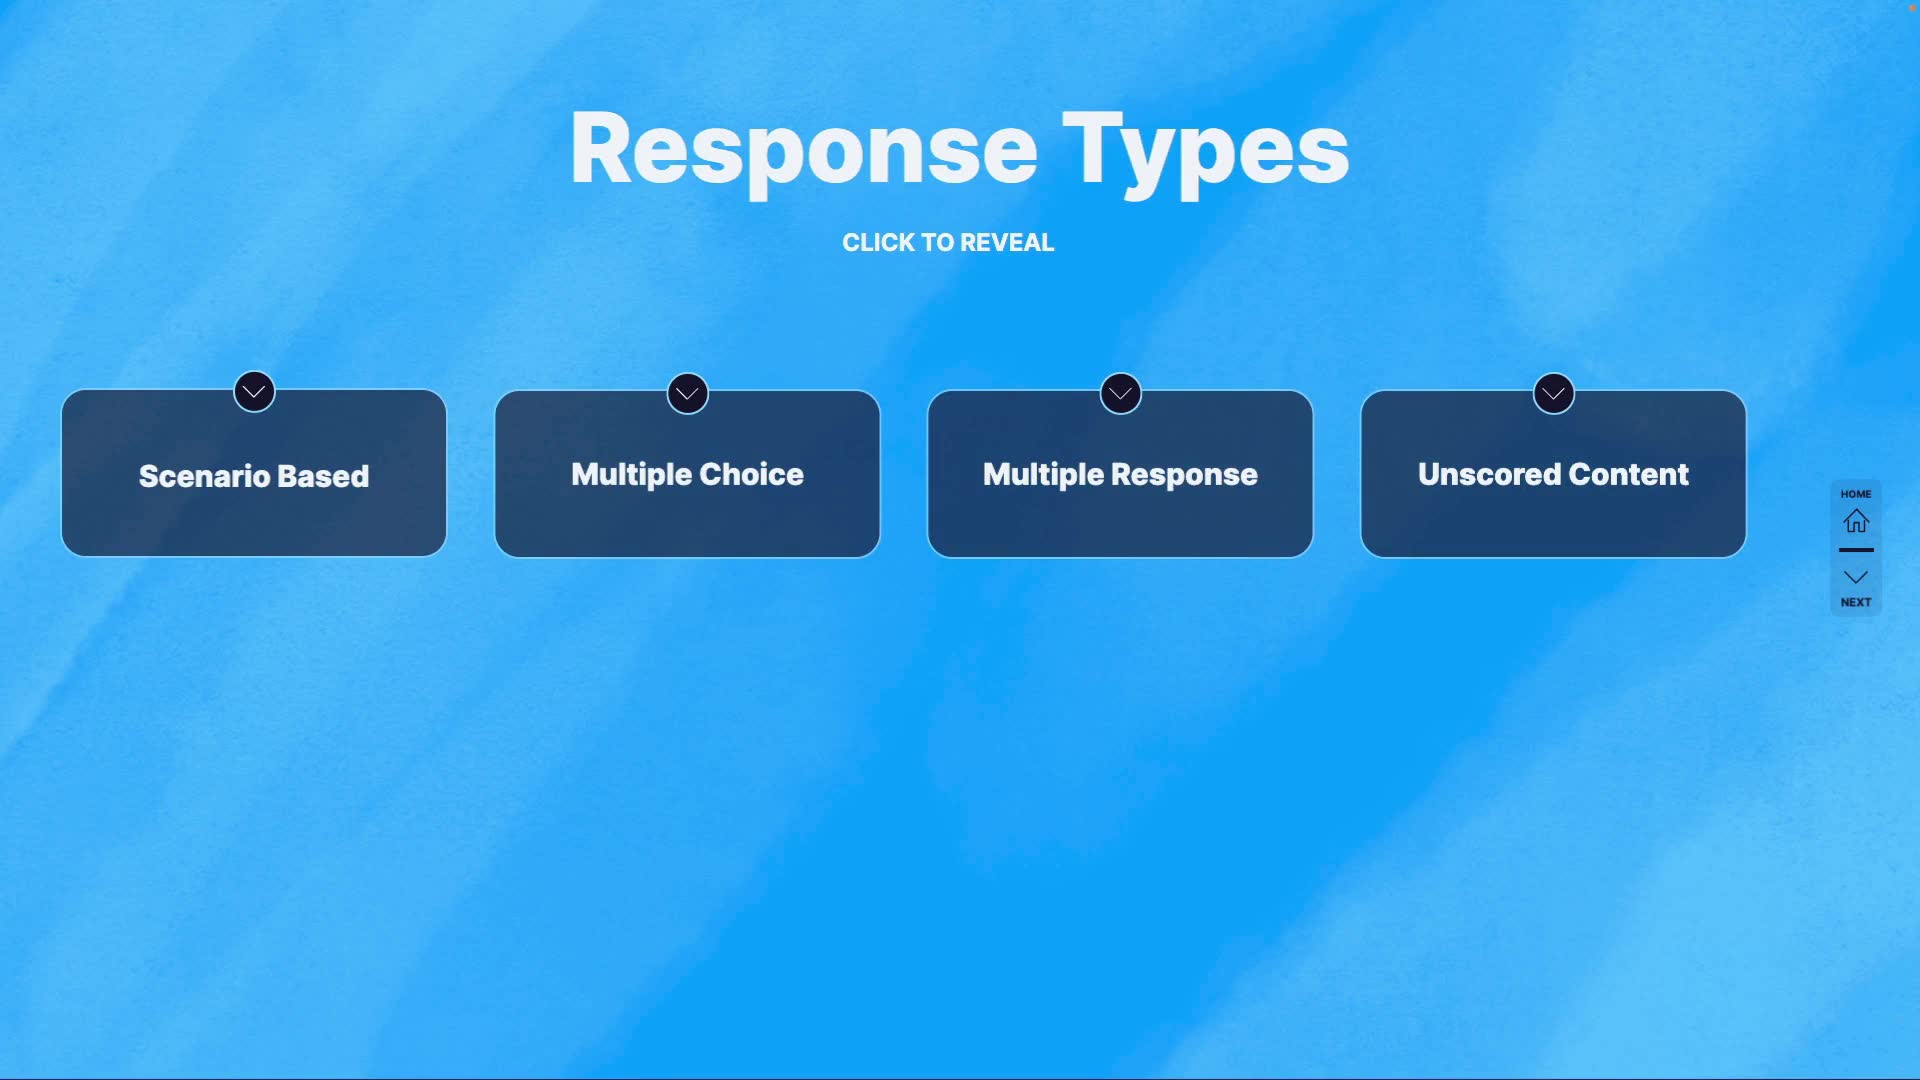 Response Types
CLICK TO REVEAL
Scenario Based
Multiple Choice
Multiple Response
Unscored Content
HOME
NEXT